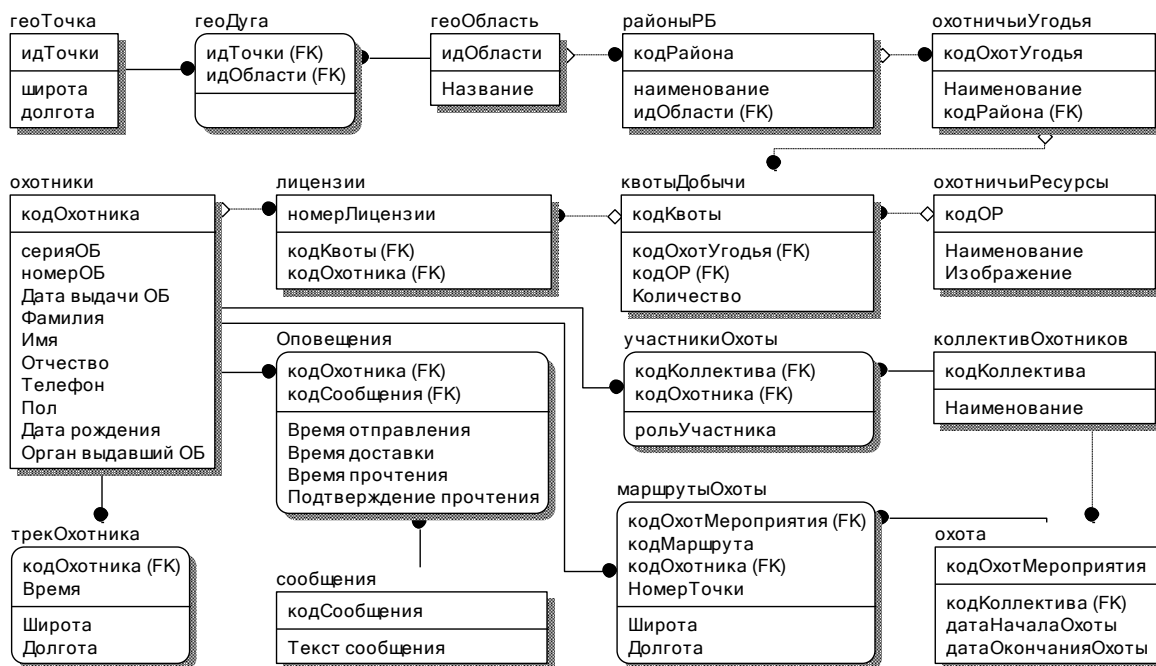 геоТочка
идТочки
широта
долгота
геоДуга
идТочки (FK)
идОбласти (FK)
геоОбласть
идОбласти
Название
районыРБ
кодРайона
наименование
идОбласти (FK)
охотничьиУгодья
кодОхотУгодья
Наименование
кодРайона (FK)
охотники
кодОхотника
серияОБ
номерОБ
Дата выдачи ОБ
Фамилия
Имя
Отчество
Телефон
Пол
Дата рождения
Орган выдавший ОБ
лицензии
номерЛицензии
кодКвоты (FK)
кодОхотника (FK)
квотыДобычи
кодКвоты
кодОхотУгодья (FK)
кодОР (FK)
Количество
охотничьиРесурсы
кодОР
Наименование
Изображение
Оповещения
кодОхотника (FK)
кодСообщения (FK)
Время отправления
Время доставки
Время прочтения
Подтверждение прочтения
участникиОхоты
кодКоллектива (FK)
кодОхотника (FK)
рольУчастника
коллективОхотников
кодКоллектива
Наименование
трекОхотника
кодОхотника (FK)
Время
Широта
Долгота
сообщения
кодСообщения
Текст сообщения
маршрутыОхоты
кодОхотМероприятия (FK)
кодМаршрута
кодОхотника (FK)
НомерТочки
Широта
Долгота
охота
кодОхотМероприятия
кодКоллектива (FK)
датаНачалаОхоты
датаОкончанияОхоты